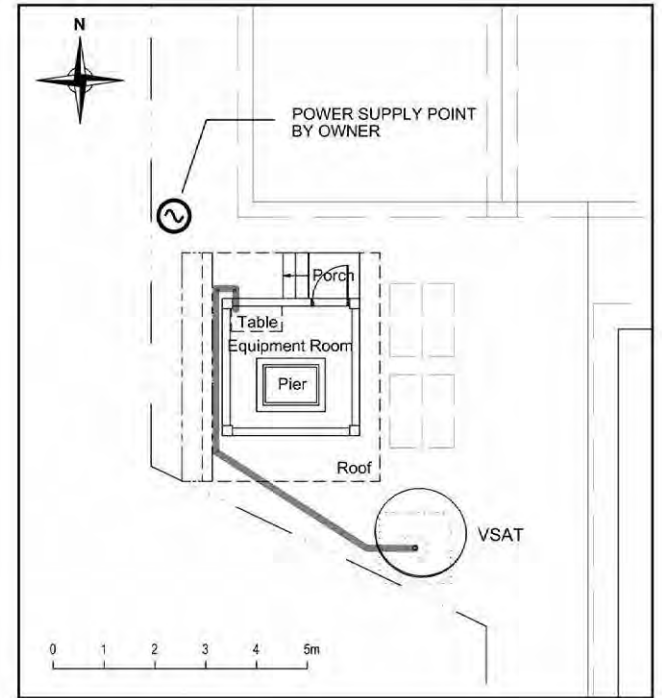 N
POWER SUPPLY POINT
BY OWNER
Porch
Table
Equipment Room
Pier
Roof
VSAT
0 1 2 3 4 5m